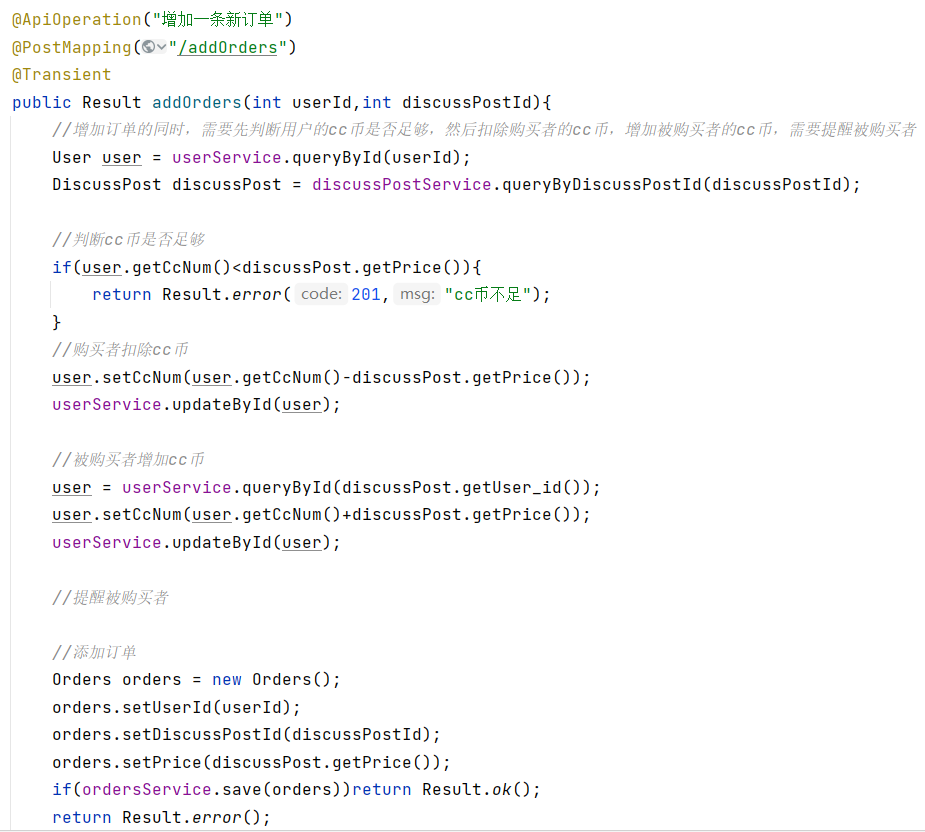 @ApiOperation("增加一条新订单")
@PostMapping("/addOrders")
@Transient
public Result addOrders(int userId,int discussPostId){
//增加订单的同时，需要先判断用户的cc币是否足够，然后扣除购买者的cc币，增加被购买者的cc币，需要提醒被购买者
User user = userService.queryById(userId);
DiscussPost discussPost = discussPostService.queryByDiscussPostId(discussPostId);
//判断cc币是否足够
if(user.getCcNum()<discussPost.getPrice()){
return Result.error( code: 201, msg: "cc币不足");
}
//购买者扣除cc币
user.setCcNum(user.getCcNum()-discussPost.getPrice());
userService.updateById(user);
//被购买者增加cc币
user = userService.queryById(discussPost.getUser_id());
user.setCcNum(user.getCcNum()+discussPost.getPrice());
userService.updateById(user);
//提醒被购买者
//添加订单
Orders orders = new Orders();
orders.setUserId(userId);
orders.setDiscussPostId(discussPostId);
orders.setPrice(discussPost.getPrice());
if(ordersService.save(orders))return Result.ok();
return Result.error();